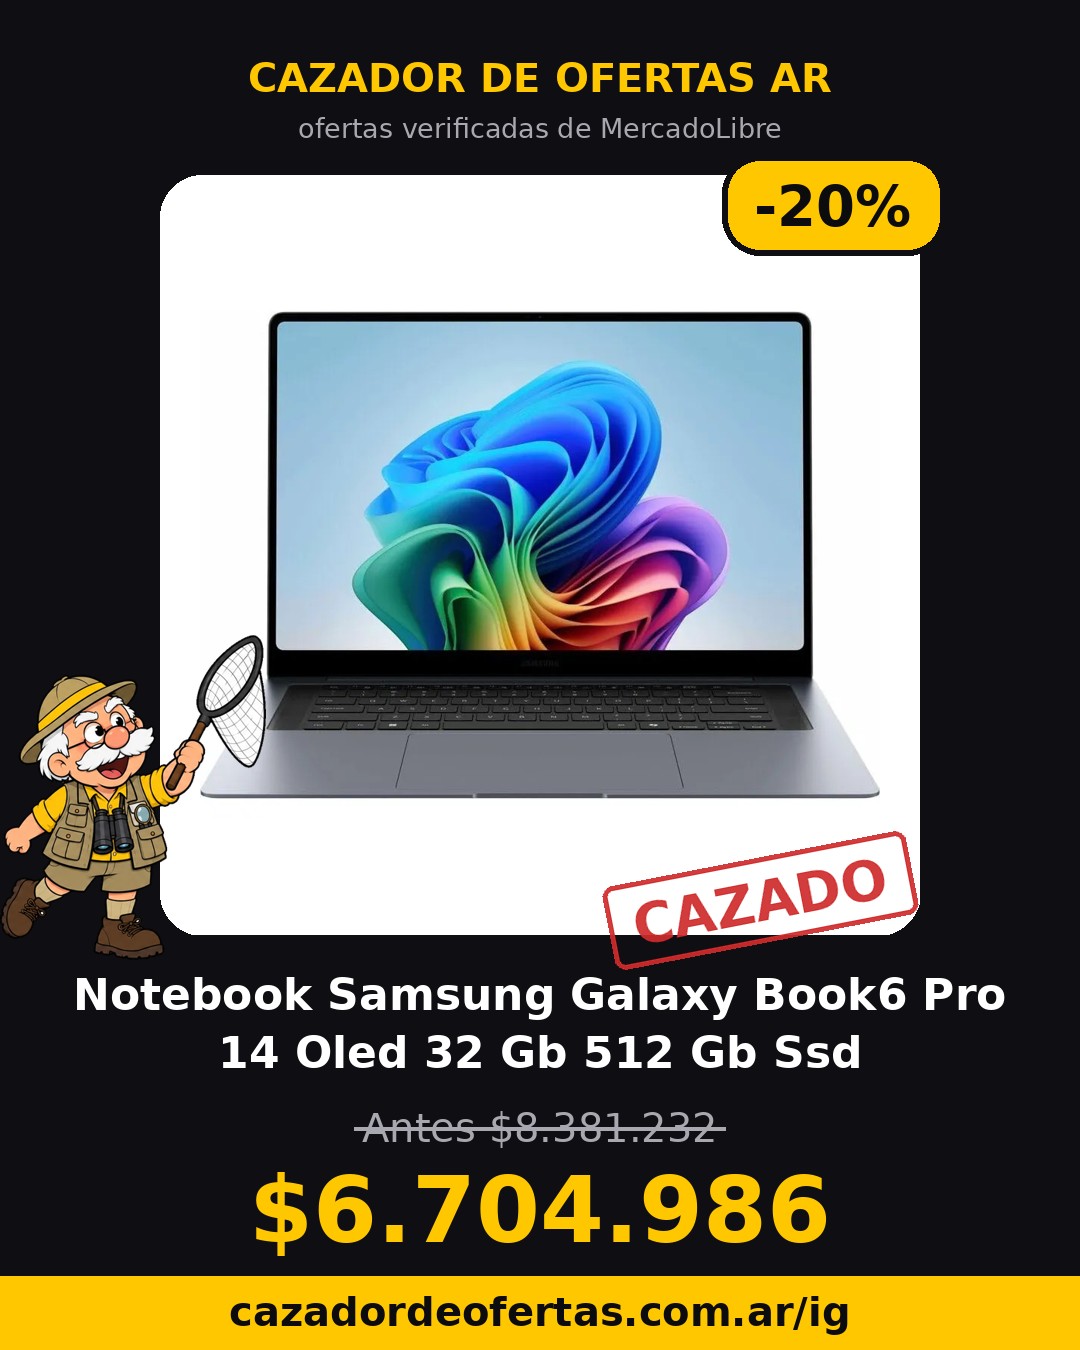 CAZADOR DE OFERTAS AR
ofertas verificadas de MercadoLibre
-20%
CAZADO
Notebook Samsung Galaxy Book6 Pro
14 Oled 32 Gb 512 Gb Ssd
Antes $8.381.232
$6.704.986
cazadordeofertas.com.ar/ig